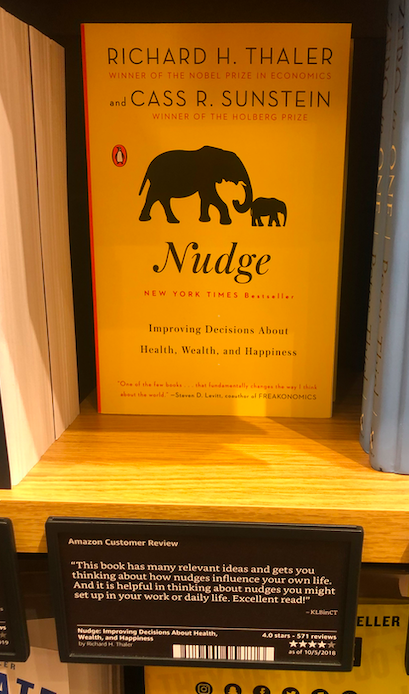 RICHARD H. THALER
WINNER OF THE NOBEL PRIZE IN ECONOMICS
and CASS R. SUNSTEIN
WINNER OF THE HOLBERG PRIZE
Nudge
NEW YORK TIMES Bestseller
Improving Decisions About
Health, Wealth, and Happiness
"One of the few books . . . that fundamentally changes the way I think
about the world." —Steven D. Levitt, coauthor of FREAKONOMICS
Amazon Customer Review
"This book has many relevant ideas and gets you
thinking about how nudges influence your own life.
And it is helpful in thinking about nudges you might
set up in your work or daily life. Excellent read!"
– KLBinCT
Nudge: Improving Decisions About Health,
Wealth, and Happiness
by Richard H. Thaler
4.0 stars - 571 reviews
★★★★
as of 10/5/2018
ELLER
ATE